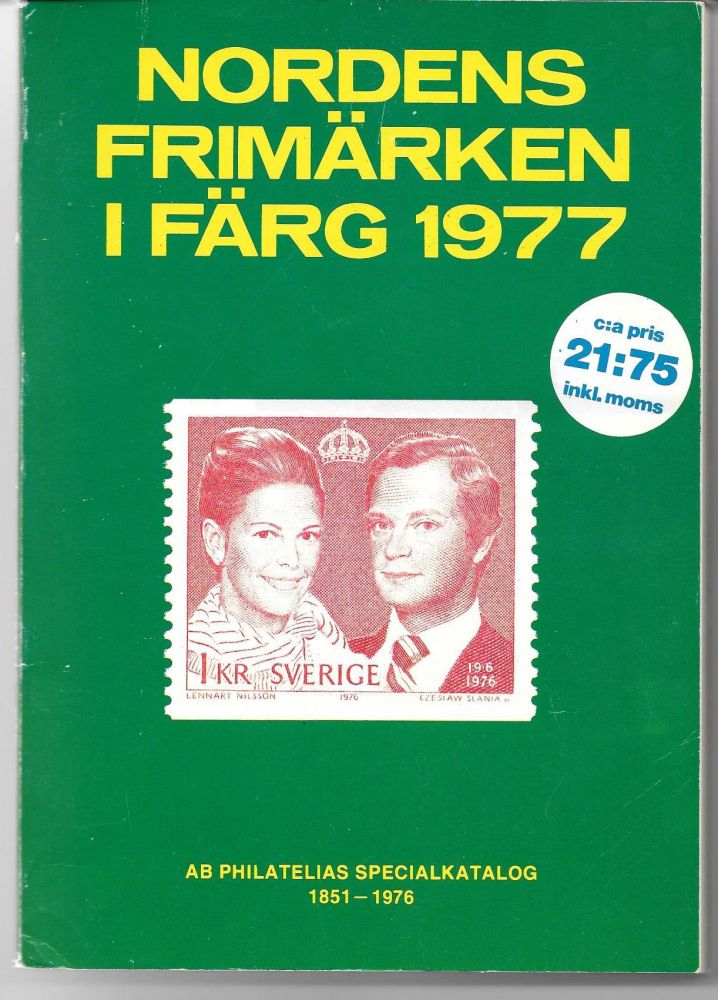 NORDENS
FRIMÄRKEN
I FÄRG 1977
c:a pris
21:75
inkl. moms
1 KR SVERIGE
19·6
1976
LENNART NILSSON 1976 CZESŁAW SLANIA
AB PHILATELIAS SPECIALKATALOG
1851–1976